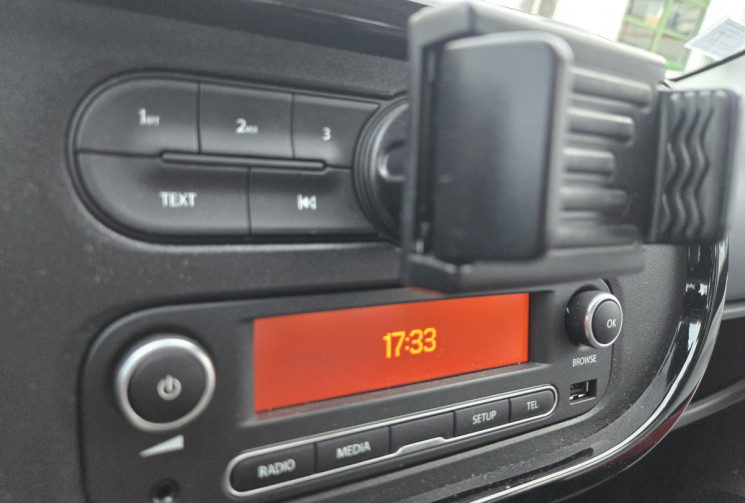 1 2 3
TEXT
17:33
OK
BROWSE
RADIO MEDIA SETUP TEL